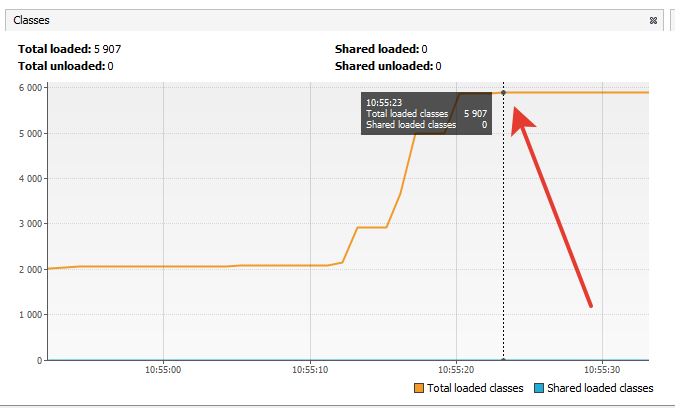 Classes
Total loaded: 5 907
Shared loaded: 0
Total unloaded: 0
Shared unloaded: 0
6 000
5 000
4 000
3 000
2 000
1 000
0
10:55:23
Total loaded classes 5 907
Shared loaded classes 0
10:55:00
10:55:10
10:55:20
10:55:30
Total loaded classes
Shared loaded classes